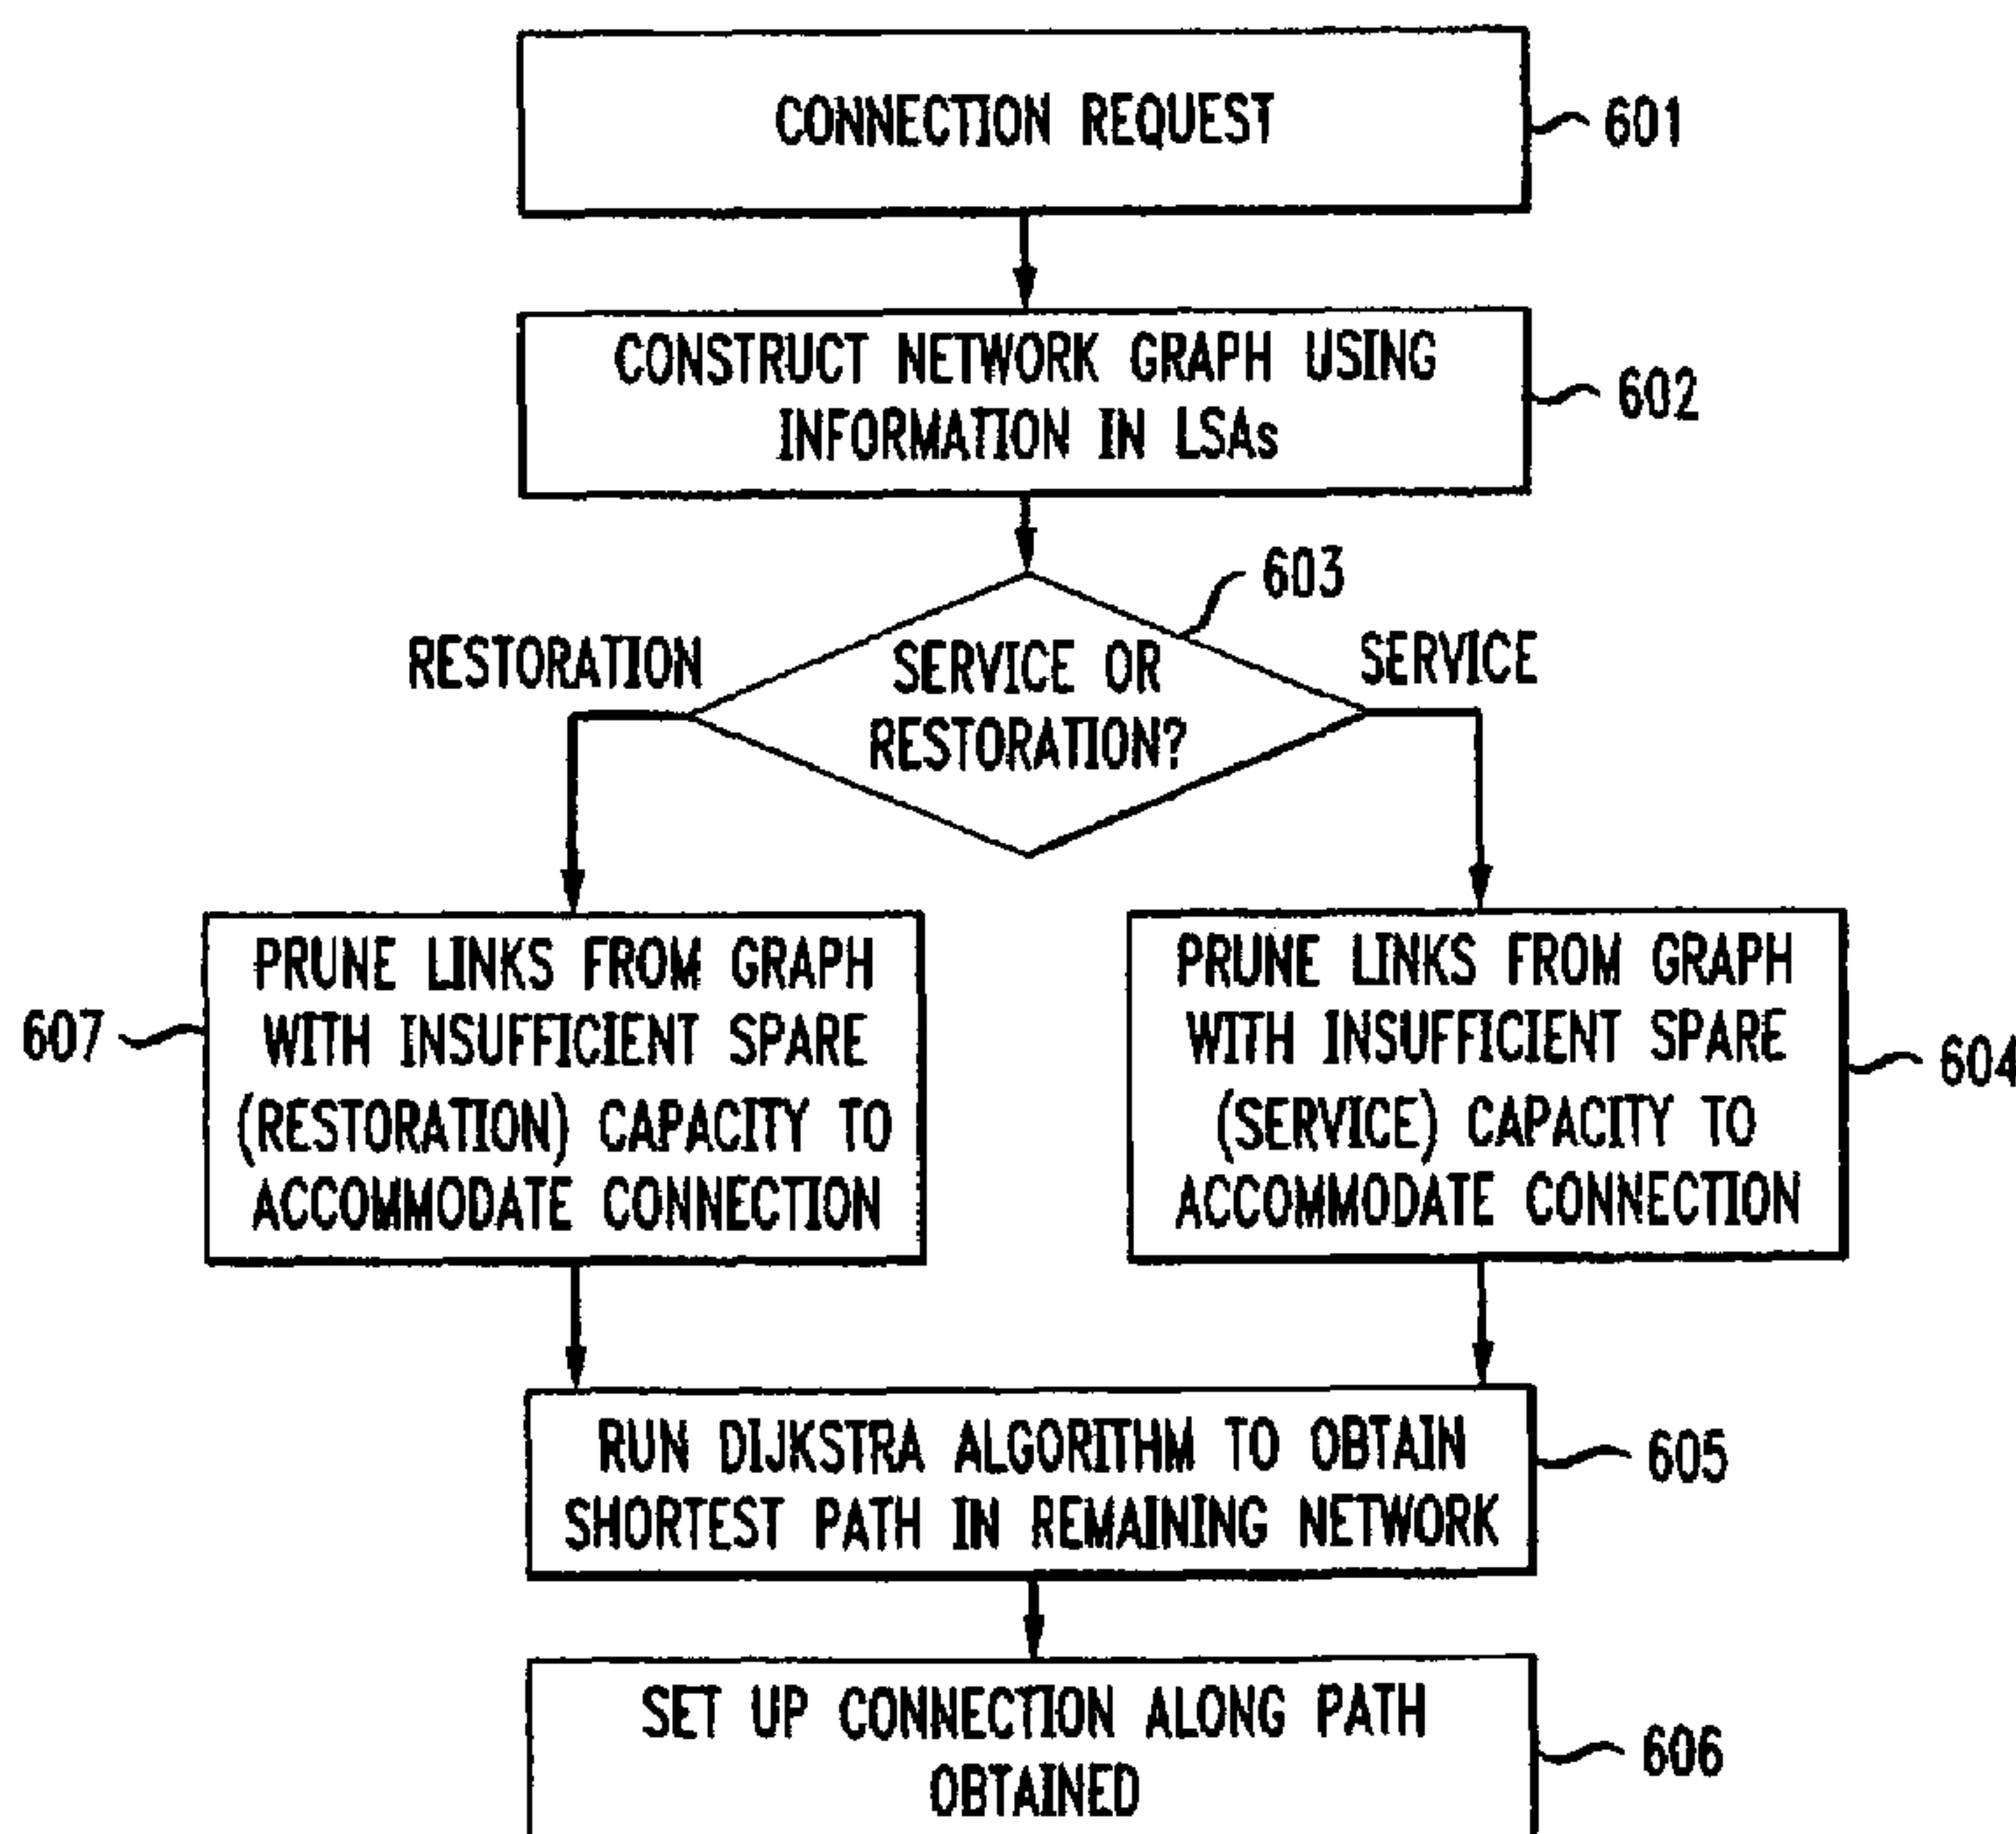 CONNECTION REQUEST
601
CONSTRUCT NETWORK GRAPH USING
INFORMATION IN LSAs
602
603
SERVICE OR
RESTORATION?
RESTORATION
SERVICE
607
PRUNE LINKS FROM GRAPH
WITH INSUFFICIENT SPARE
(RESTORATION) CAPACITY TO
ACCOMMODATE CONNECTION
PRUNE LINKS FROM GRAPH
WITH INSUFFICIENT SPARE
(SERVICE) CAPACITY TO
ACCOMMODATE CONNECTION
604
RUN DIJKSTRA ALGORITHM TO OBTAIN
SHORTEST PATH IN REMAINING NETWORK
605
SET UP CONNECTION ALONG PATH
OBTAINED
606